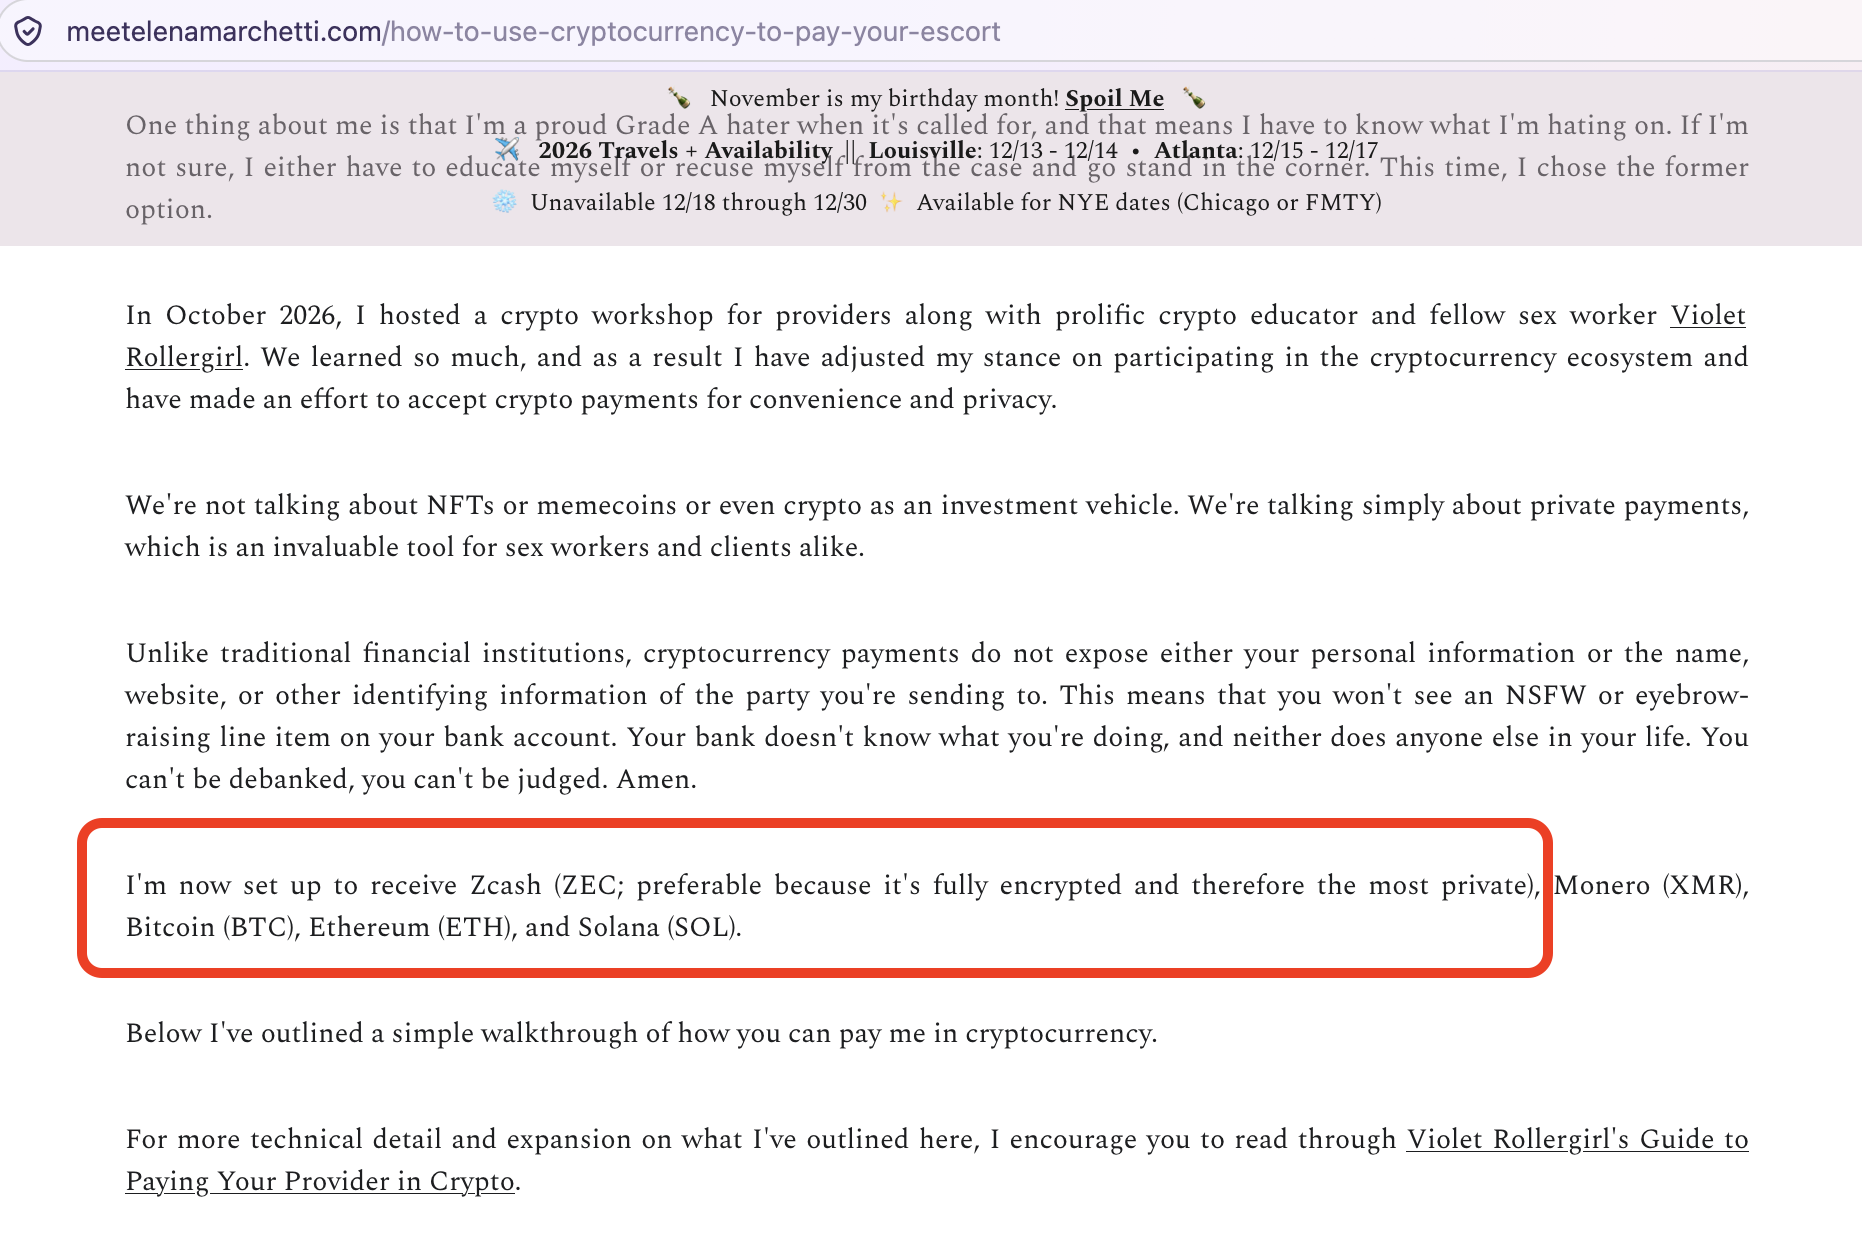 meetelenamarchetti.com/how-to-use-cryptocurrency-to-pay-your-escort
🍾 November is my birthday month! Spoil Me 🍾
One thing about me is that I'm a proud Grade A hater when it's called for, and that means I have to know what I'm hating on. If I'm
✈️ 2026 Travels + Availability || Louisville: 12/13 - 12/14 • Atlanta: 12/15 - 12/17
not sure, I either have to educate myself or recuse myself from the case and go stand in the corner. This time, I chose the former
❄️ Unavailable 12/18 through 12/30 ✨ Available for NYE dates (Chicago or FMTY)
option.
In October 2026, I hosted a crypto workshop for providers along with prolific crypto educator and fellow sex worker Violet
Rollergirl. We learned so much, and as a result I have adjusted my stance on participating in the cryptocurrency ecosystem and
have made an effort to accept crypto payments for convenience and privacy.
We're not talking about NFTs or memecoins or even crypto as an investment vehicle. We're talking simply about private payments,
which is an invaluable tool for sex workers and clients alike.
Unlike traditional financial institutions, cryptocurrency payments do not expose either your personal information or the name,
website, or other identifying information of the party you're sending to. This means that you won't see an NSFW or eyebrow-
raising line item on your bank account. Your bank doesn't know what you're doing, and neither does anyone else in your life. You
can't be debanked, you can't be judged. Amen.
I'm now set up to receive Zcash (ZEC; preferable because it's fully encrypted and therefore the most private), Monero (XMR),
Bitcoin (BTC), Ethereum (ETH), and Solana (SOL).
Below I've outlined a simple walkthrough of how you can pay me in cryptocurrency.
For more technical detail and expansion on what I've outlined here, I encourage you to read through Violet Rollergirl's Guide to
Paying Your Provider in Crypto.